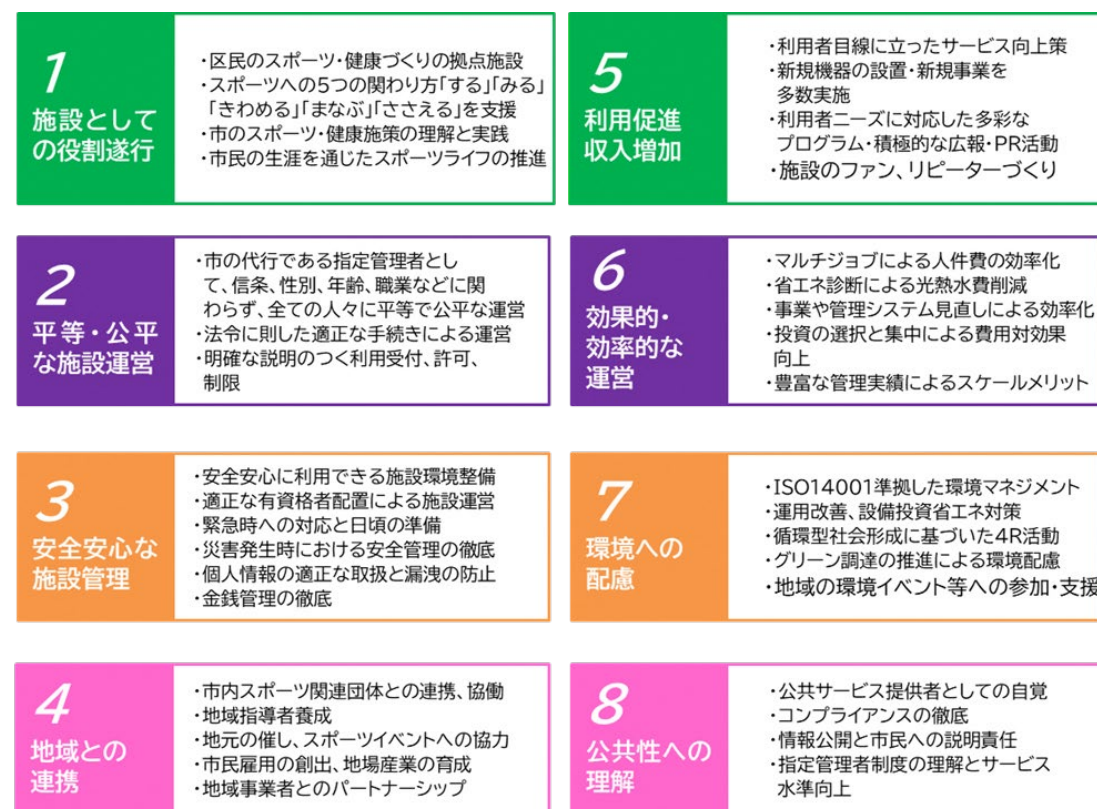 1
施設として
の役割遂行
・区民のスポーツ・健康づくりの拠点施設
・スポーツへの5つの関わり方「する」「みる」
「きわめる」「まなぶ」「ささえる」を支援
・市のスポーツ・健康施策の理解と実践
・市民の生涯を通じたスポーツライフの推進
2
平等・公平
な施設運営
・市の代行である指定管理者とし
て、信条、性別、年齢、職業などに関
わらず、全ての人々に平等で公平な運営
・法令に則した適正な手続きによる運営
・明確な説明のつく利用受付、許可、
制限
3
安全安心な
施設管理
・安全安心に利用できる施設環境整備
・適正な有資格者配置による施設運営
・緊急時への対応と日頃の準備
・災害発生時における安全管理の徹底
・個人情報の適正な取扱と漏洩の防止
・金銭管理の徹底
4
地域との
連携
・市内スポーツ関連団体との連携、協働
・地域指導者養成
・地元の催し、スポーツイベントへの協力
・市民雇用の創出、地場産業の育成
・地域事業者とのパートナーシップ
5
利用促進
収入増加
・利用者目線に立ったサービス向上策
・新規機器の設置・新規事業を
多数実施
・利用者ニーズに対応した多彩な
プログラム・積極的な広報・PR活動
・施設のファン、リピーターづくり
6
効果的・
効率的な
運営
・マルチジョブによる人件費の効率化
・省エネ診断による光熱水費削減
・事業や管理システム見直しによる効率化
・投資の選択と集中による費用対効果
向上
・豊富な管理実績によるスケールメリット
7
環境への
配慮
・ISO14001準拠した環境マネジメント
・運用改善、設備投資省エネ対策
・循環型社会形成に基づいた4R活動
・グリーン調達の推進による環境配慮
・地域の環境イベント等への参加・支援
8
公共性への
理解
・公共サービス提供者としての自覚
・コンプライアンスの徹底
・情報公開と市民への説明責任
・指定管理者制度の理解とサービス
水準向上